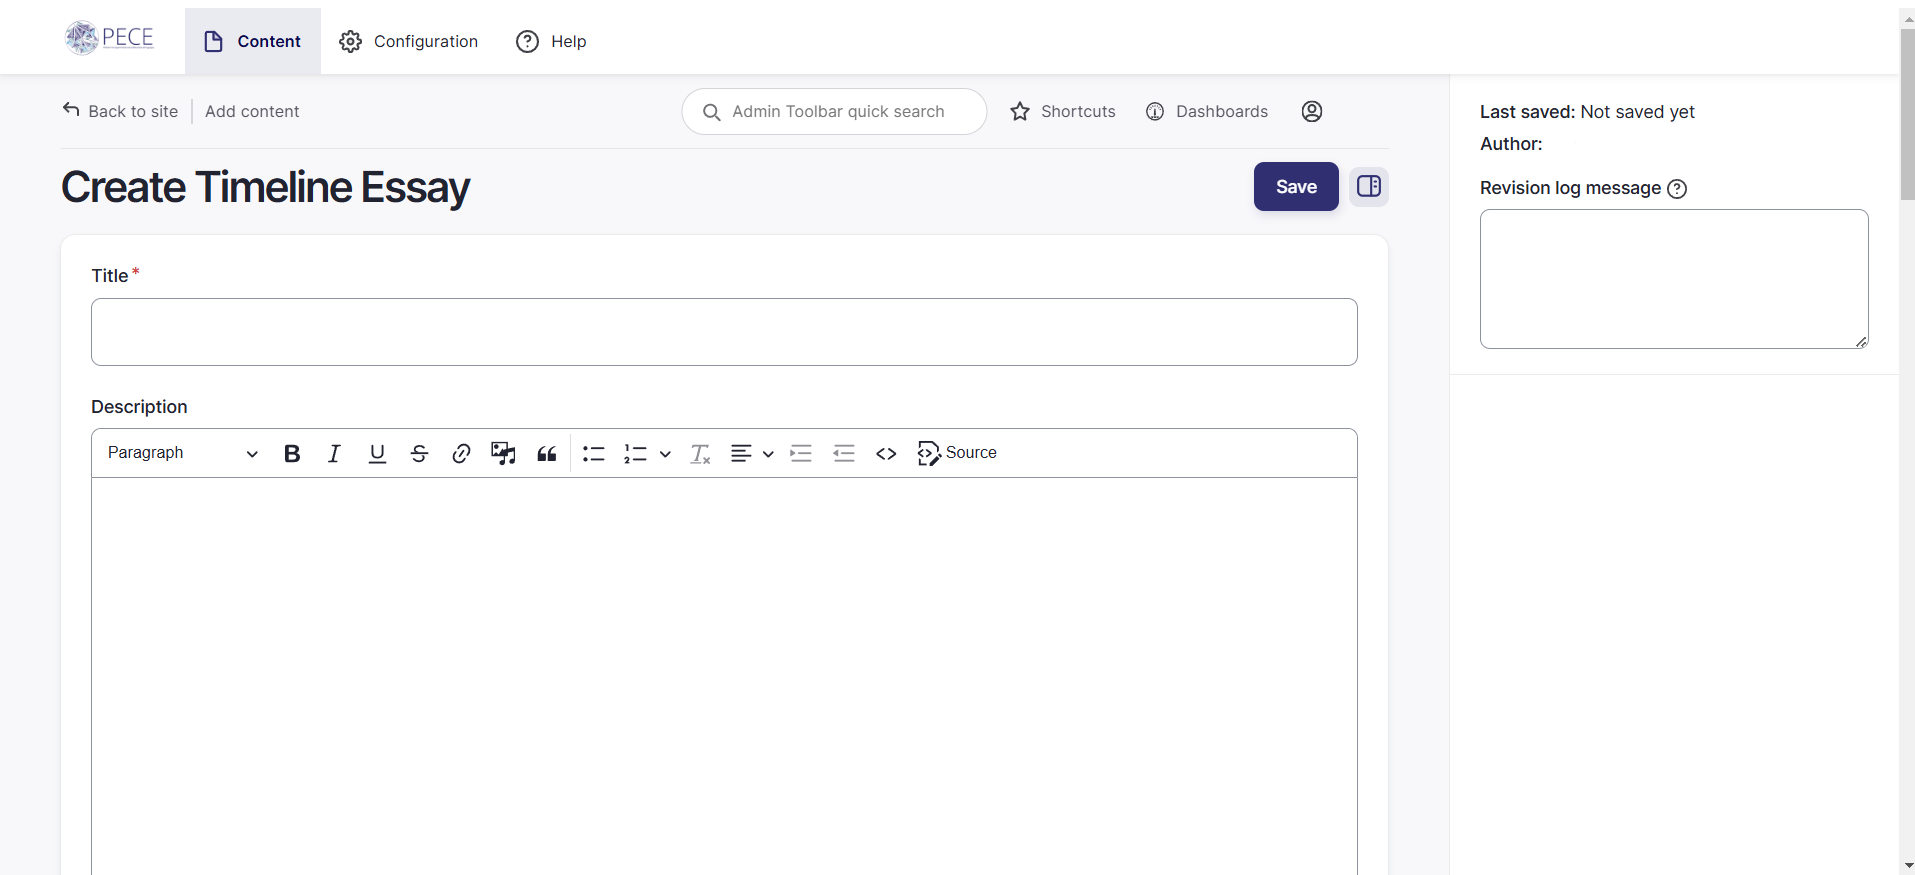 PECE
Content
Configuration
Help
Back to site
Add content
Admin Toolbar quick search
Shortcuts
Dashboards
Create Timeline Essay
Save
Title*
Description
Paragraph
Source
Last saved: Not saved yet
Author:
Revision log message